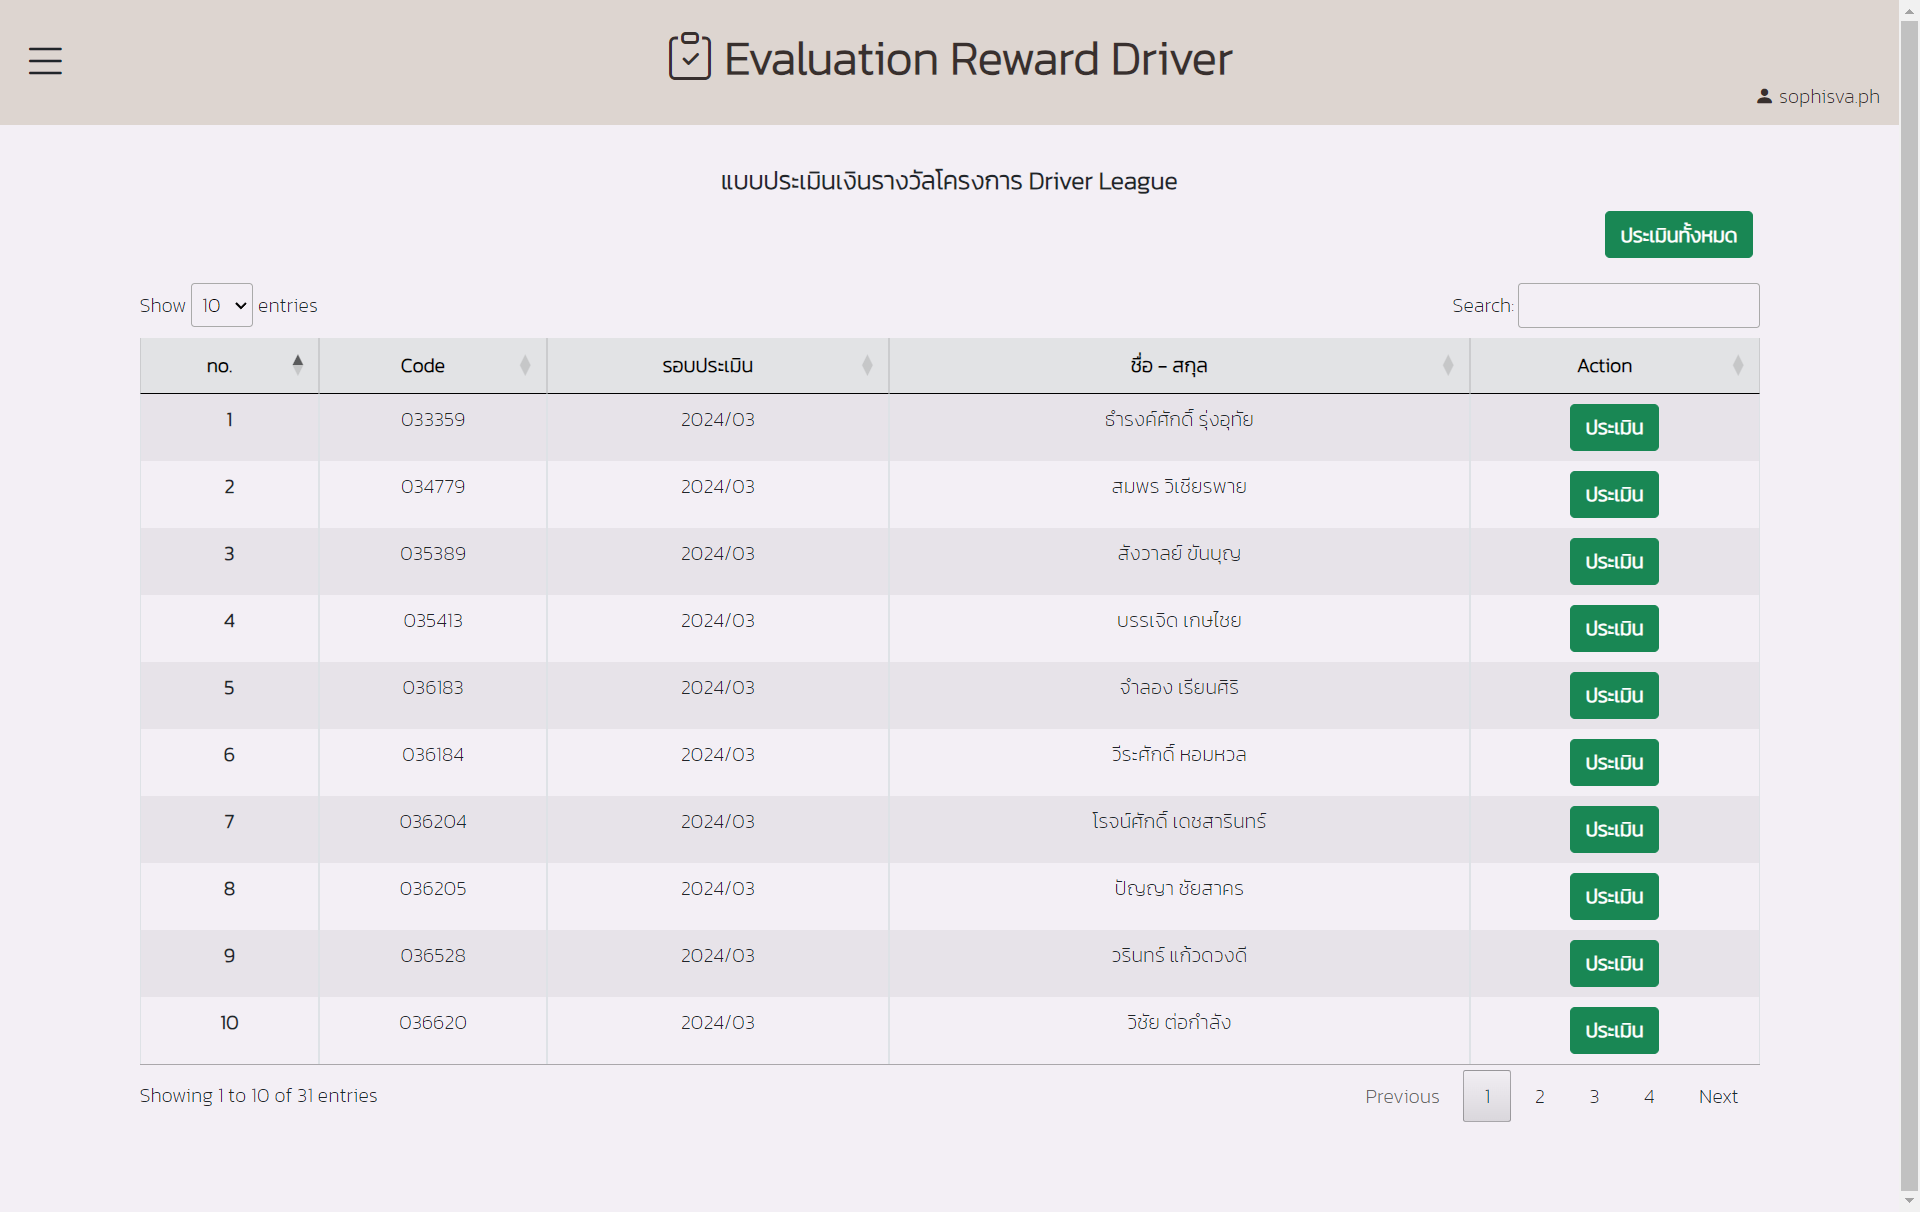 Evaluation Reward Driver
sophisva.ph
แบบประเมินเงินรางวัลโครงการ Driver League
ประเมินทั้งหมด
Show 10 entries Search:
no. Code รอบประเมิน ชื่อ - สกุล Action
1 033359 2024/03 ธำรงค์ศักดิ์ รุ่งอุทัย ประเมิน
2 034779 2024/03 สมพร วิเชียรพาย ประเมิน
3 035389 2024/03 สังวาลย์ ขันบุญ ประเมิน
4 035413 2024/03 บรรเจิด เกษไชย ประเมิน
5 036183 2024/03 จำลอง เรียนศิริ ประเมิน
6 036184 2024/03 วีระศักดิ์ หอมหวล ประเมิน
7 036204 2024/03 โรจน์ศักดิ์ เดชสารินทร์ ประเมิน
8 036205 2024/03 ปัญญา ชัยสาคร ประเมิน
9 036528 2024/03 วรินทร์ แก้วดวงดี ประเมิน
10 036620 2024/03 วิชัย ต่อกำลัง ประเมิน
Showing 1 to 10 of 31 entries Previous 1 2 3 4 Next